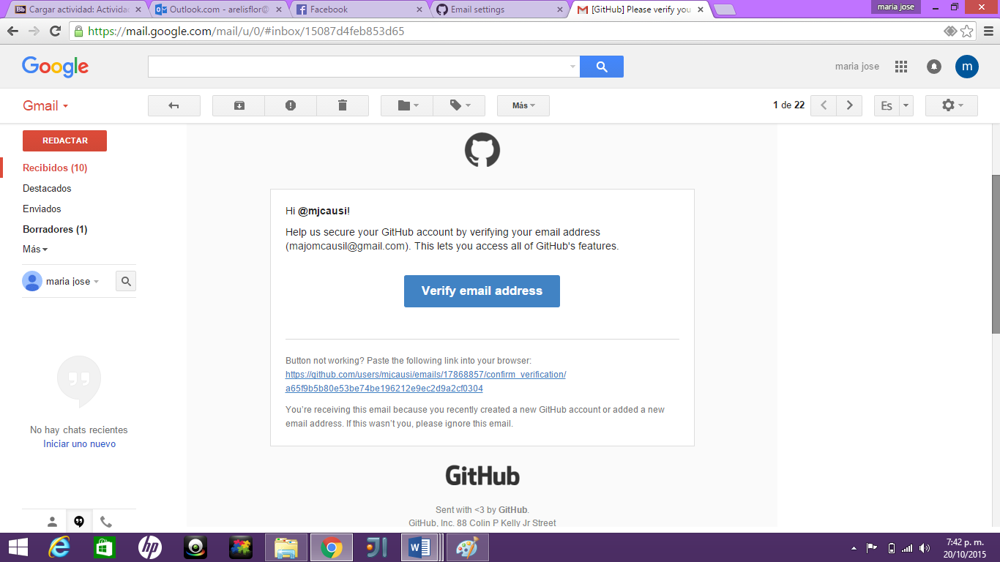 Bb Cargar actividad: Actividad
Outlook.com - arelisflor@
Facebook
Email settings
[GitHub] Please verify you
maria jose
https://mail.google.com/mail/u/0/#inbox/15087d4feb853d65
Google
maria jose
m
Gmail
Más
1 de 22
Es
REDACTAR
Recibidos (10)
Destacados
Enviados
Borradores (1)
Más
maria jose
No hay chats recientes
Iniciar uno nuevo
Hi @mjcausi!
Help us secure your GitHub account by verifying your email address
(majomcausil@gmail.com). This lets you access all of GitHub's features.
Verify email address
Button not working? Paste the following link into your browser:
https://github.com/users/mjcausi/emails/17868857/confirm_verification/
a65f9b5b80e53be74be196212e9ec2d9a2cf0304
You’re receiving this email because you recently created a new GitHub account or added a new
email address. If this wasn’t you, please ignore this email.
GitHub
Sent with <3 by GitHub.
GitHub, Inc. 88 Colin P Kelly Jr Street
hp
W
7:42 p. m.
20/10/2015